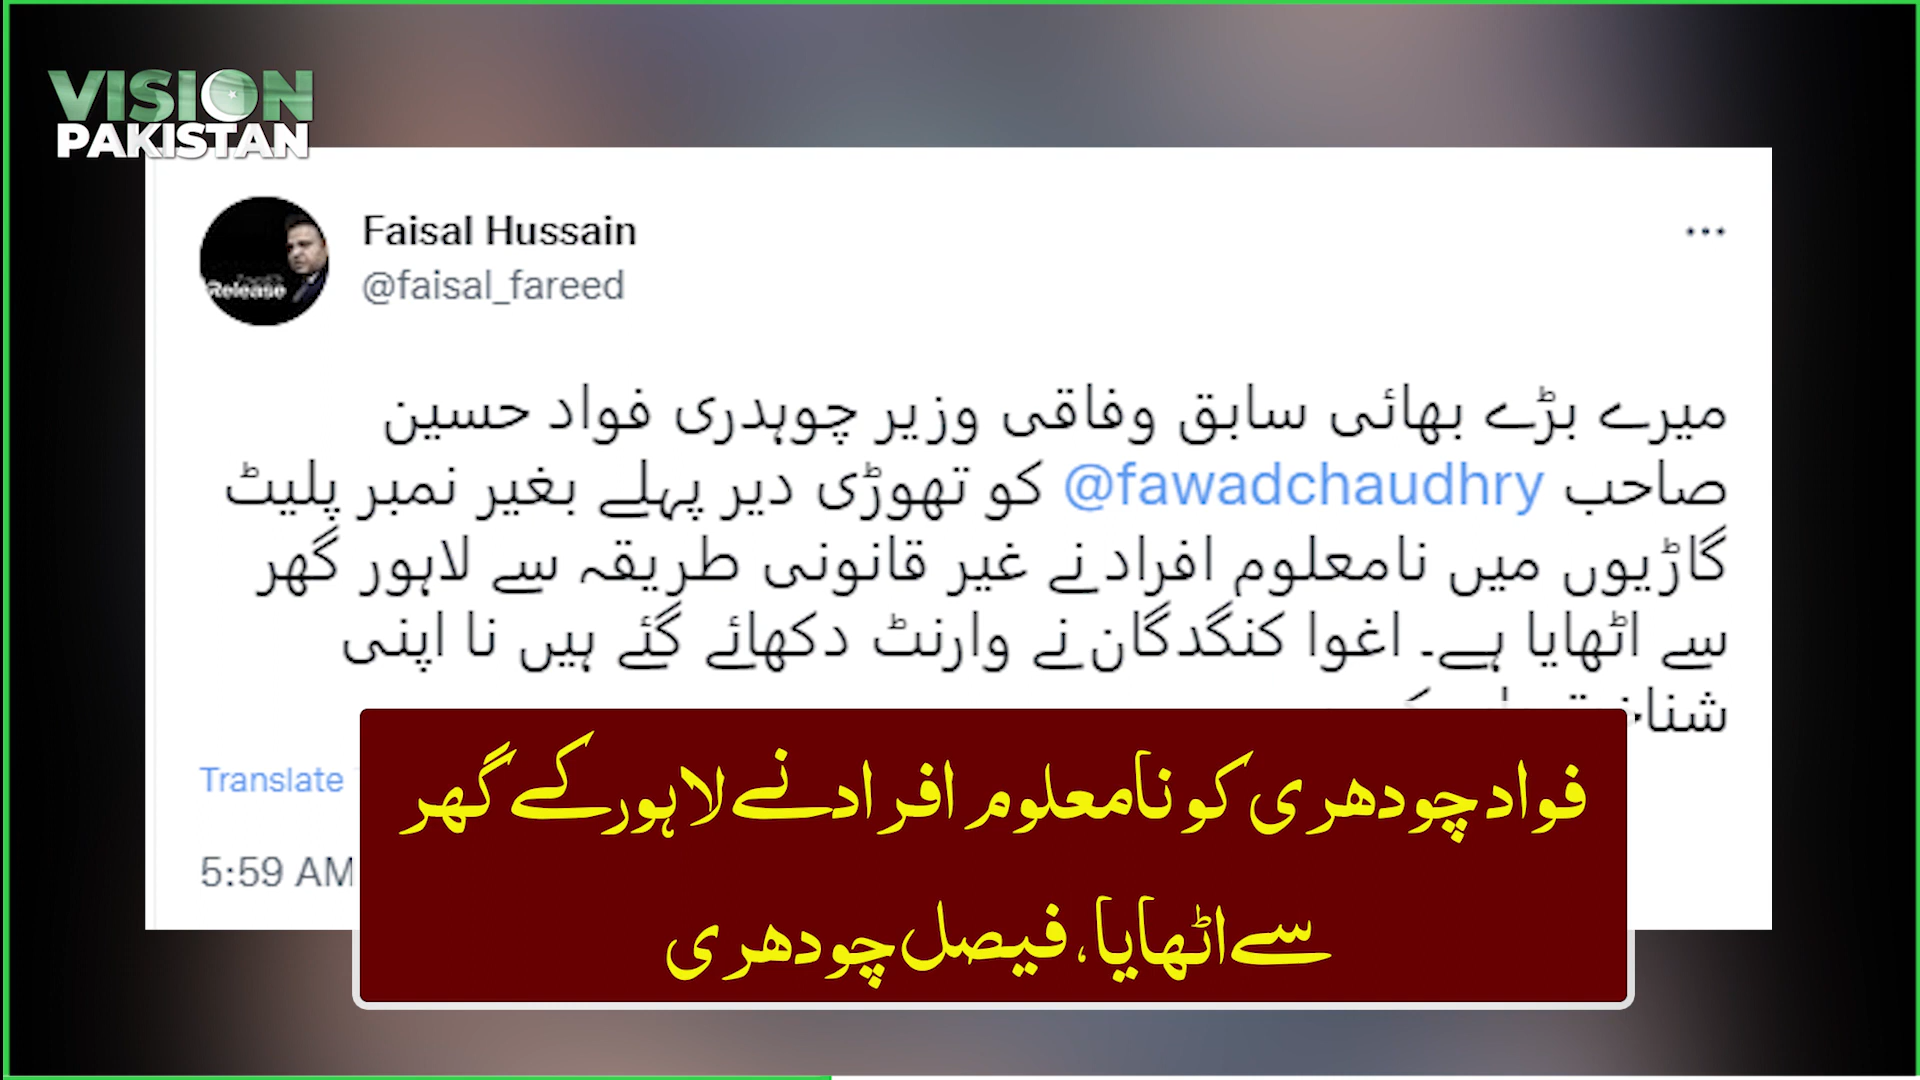 VISION
PAKISTAN
Faisal Hussain
@faisal_fareed
Release
میرے بڑے بھائی سابق وفاقی وزیر چوہدری فواد حسین
صاحب @fawadchaudhry کو تھوڑی دیر پہلے بغیر نمبر پلیٹ
گاڑیوں میں نامعلوم افراد نے غیر قانونی طریقہ سے لاہور گھر
سے اٹھایا ہے۔ اغوا کنگدگان نے وارنٹ دکھائے گئے ہیں نا اپنی
Translate
5:59 AM
فواد چودھری کو نامعلوم افراد نے لاہور کے گھر
سے اٹھایا، فیصل چودھری